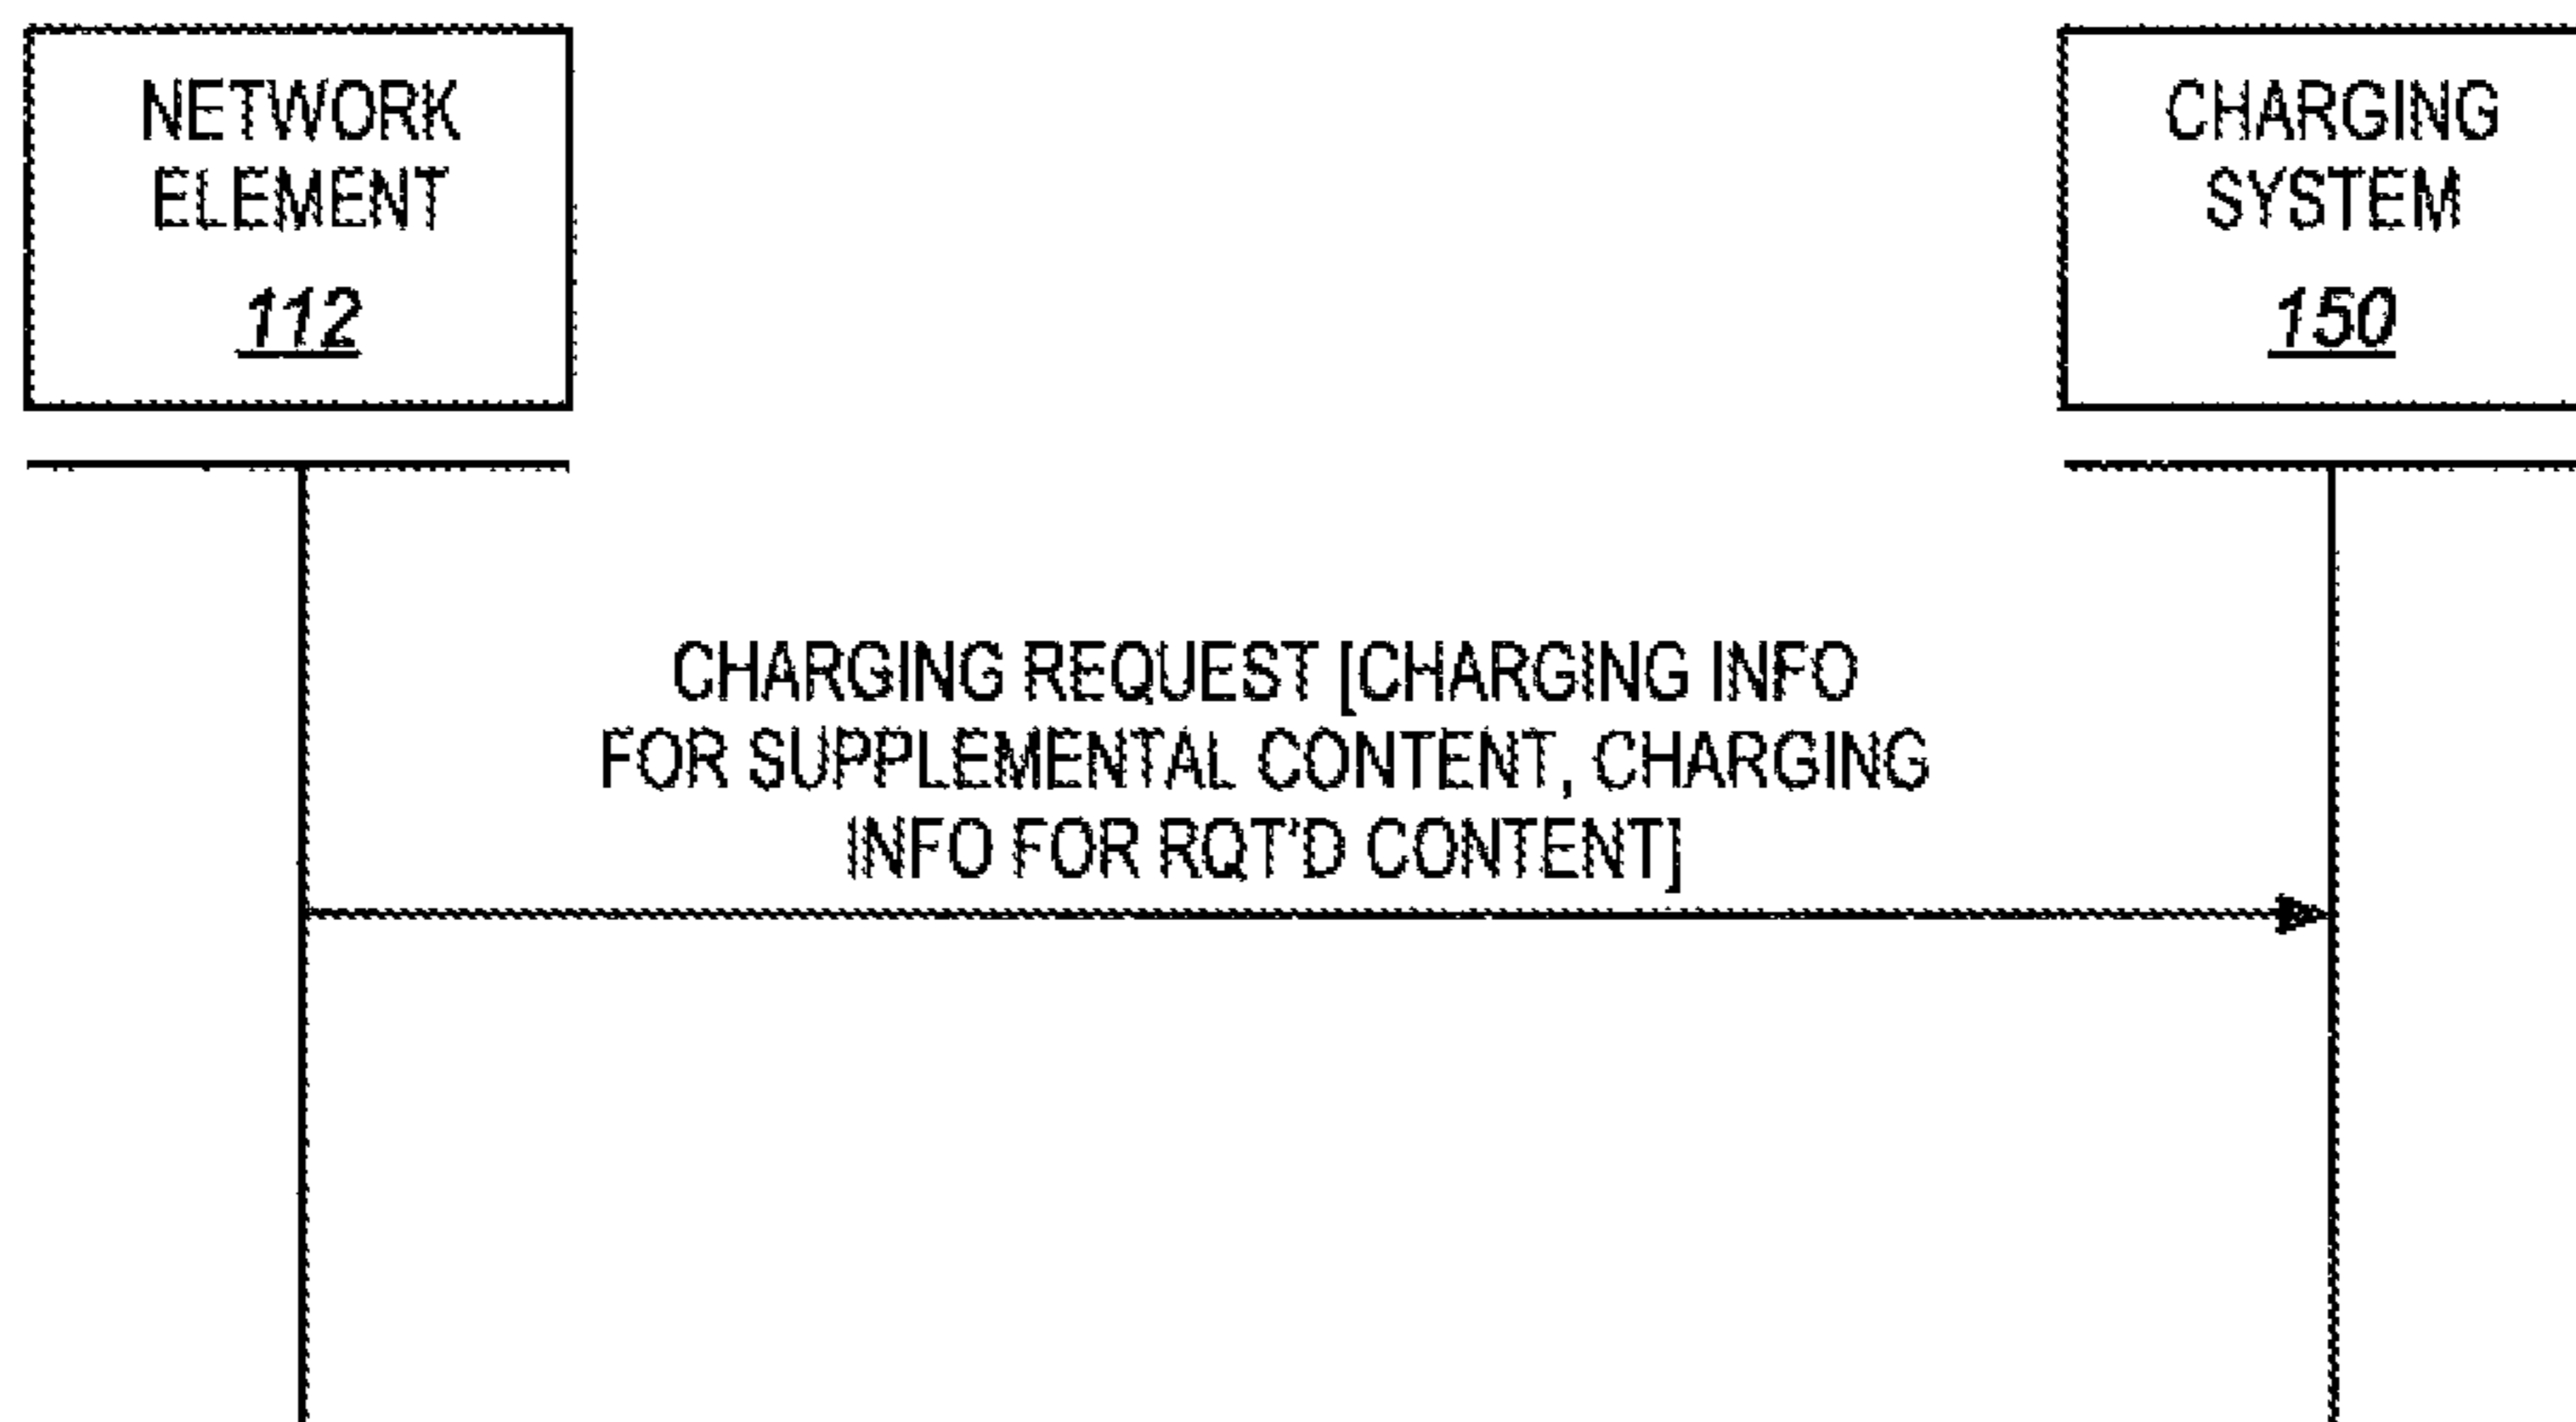 NETWORK
ELEMENT
112
CHARGING
SYSTEM
150
CHARGING REQUEST [CHARGING INFO
FOR SUPPLEMENTAL CONTENT, CHARGING
INFO FOR RQT'D CONTENT]